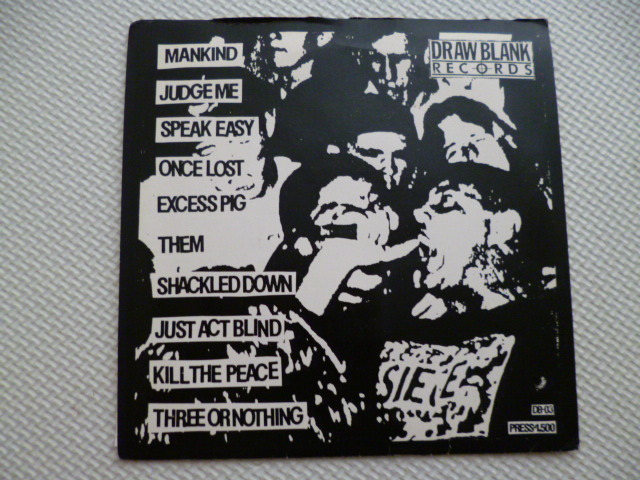 MANKIND
JUDGE ME
SPEAK EASY
ONCE LOST
EXCESS PIG
THEM
SHACKLED DOWN
JUST ACT BLIND
KILL THE PEACE
THREE OR NOTHING
DRAW BLANK
RECORDS
DB-03
PRESS/1,500